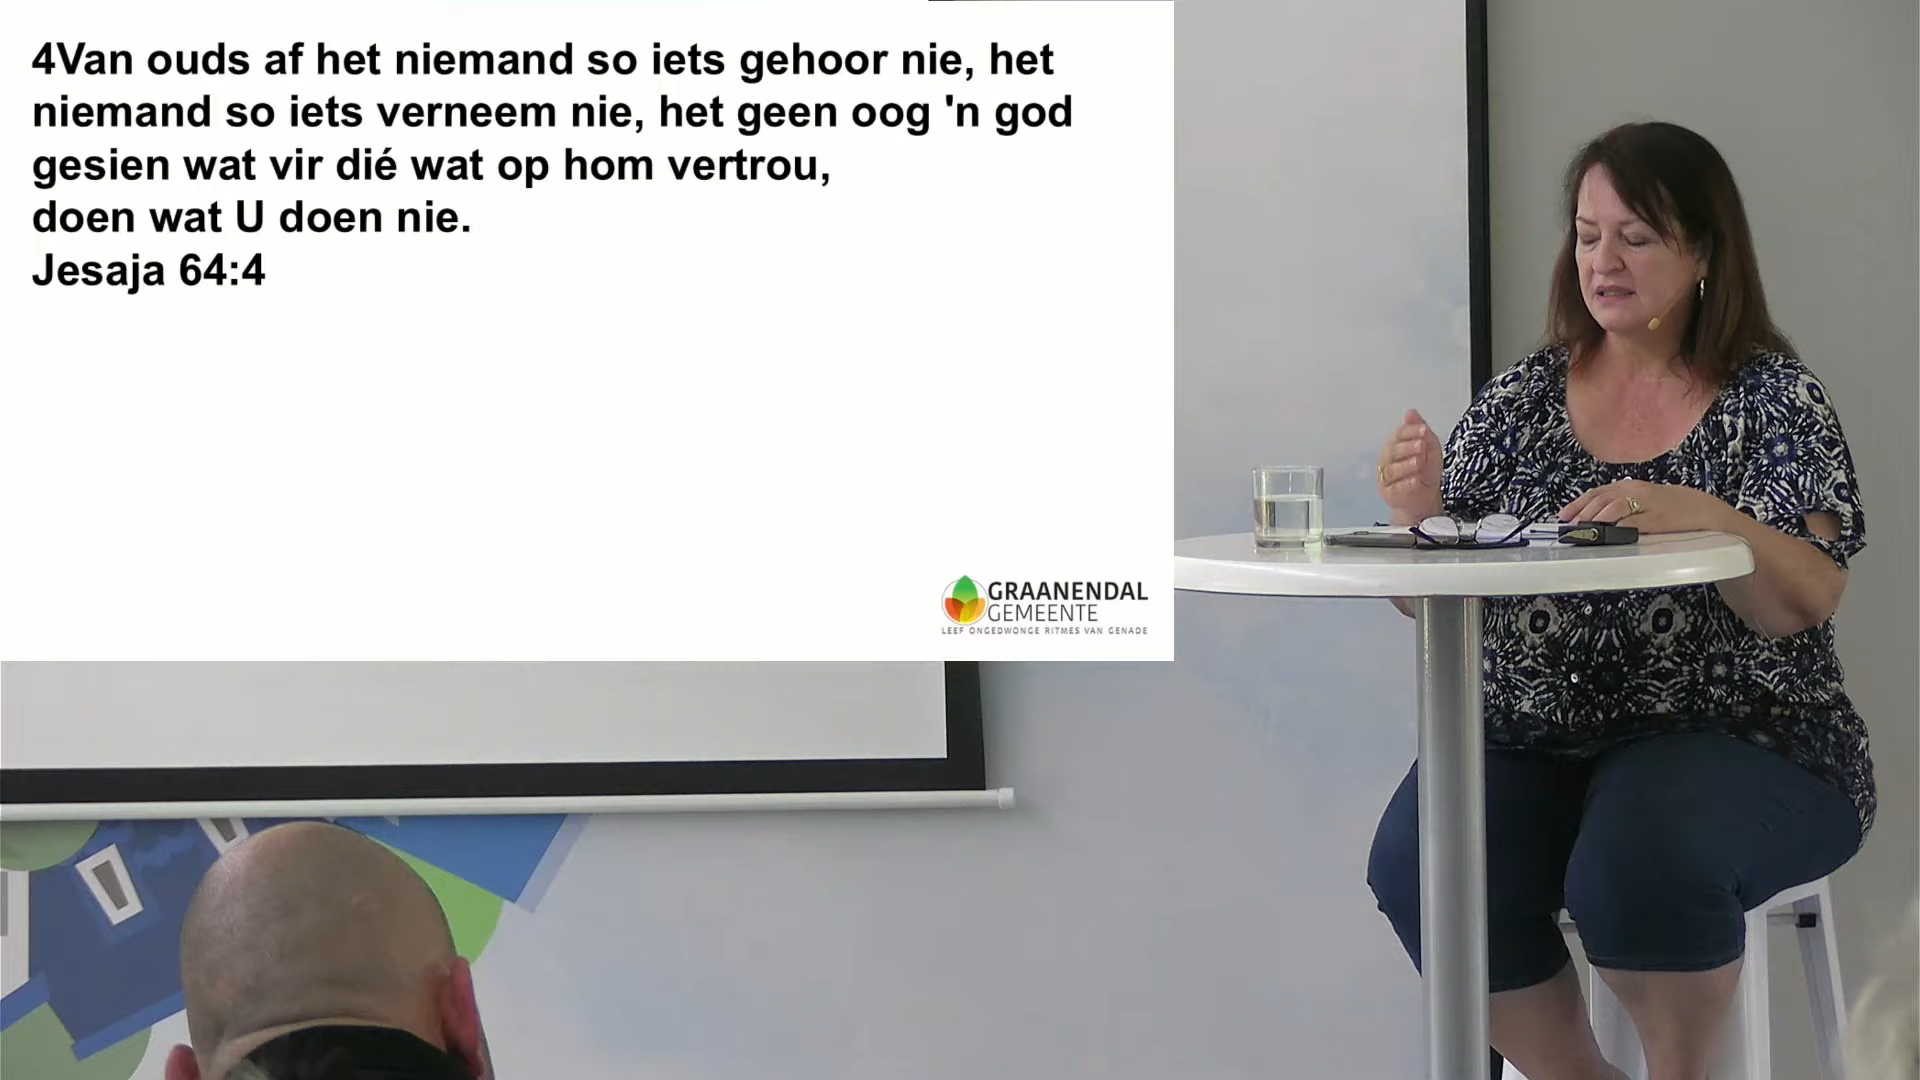 4Van ouds af het niemand so iets gehoor nie, het
niemand so iets verneem nie, het geen oog 'n god
gesien wat vir dié wat op hom vertrou,
doen wat U doen nie.
Jesaja 64:4
GRAANENDAL
GEMEENTE
LEEF ONGEDWONGE RITMES VAN GENADE